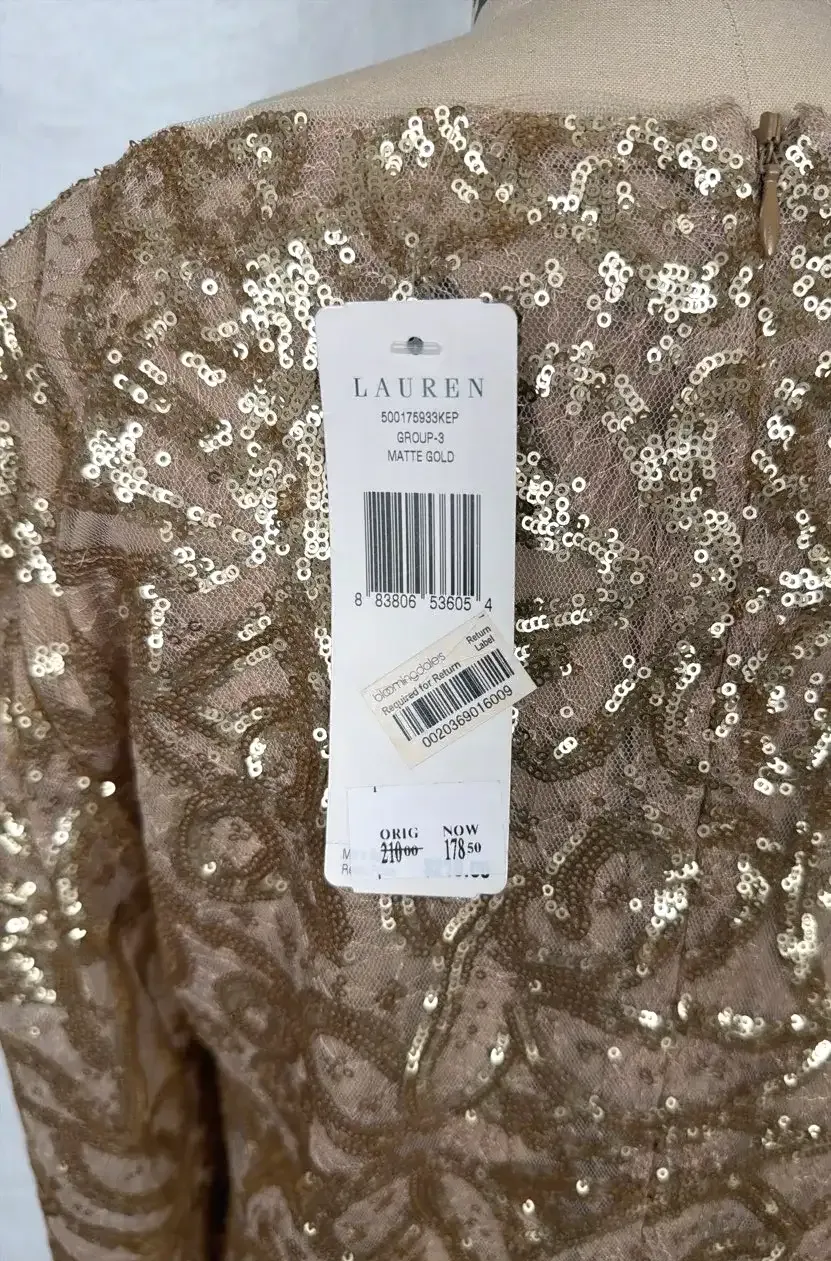 LAUREN
500175933KEP
GROUP-3
MATTE GOLD
8 83806 53605 4
bloomingdale's
Return
Label
Required for Return
0020369016009
ORIG NOW
210 00 178 50